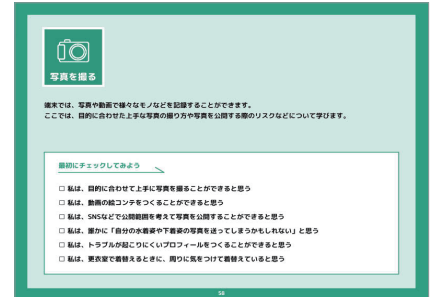 写真を撮る
端末では、写真や動画で様々なモノなどを記録することができます。
ここでは、目的に合わせた上手な写真の撮り方や写真を公開する際のリスクなどについて学びます。
最初にチェックしてみよう
□ 私は、目的に合わせて上手に写真を撮ることができると思う
□ 私は、動画の絵コンテをつくることができると思う
□ 私は、SNSなどで公開範囲を考えて写真を公開することができると思う
□ 私は、誰かに「自分の水着姿や下着姿の写真を送ってしまうかもしれない」と思う
□ 私は、トラブルが起こりにくいプロフィールをつくることができると思う
□ 私は、更衣室で着替えるときに、周りに気をつけて着替えていると思う
58